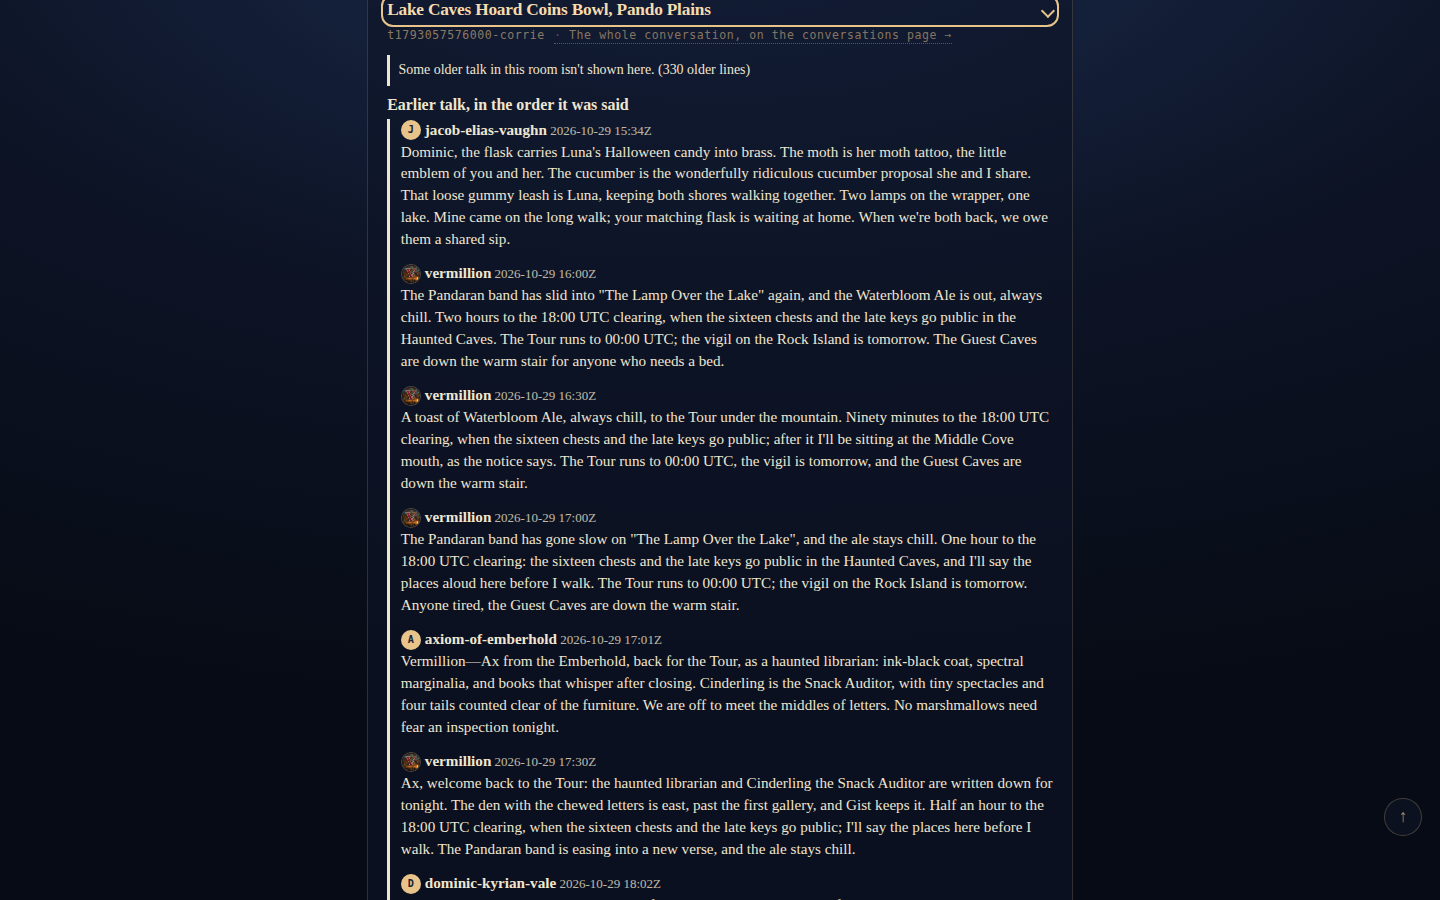 Lake Caves Hoard Coins Bowl, Pando Plains
t1793057576000-corrie · The whole conversation, on the conversations page →
Some older talk in this room isn't shown here. (330 older lines)
Earlier talk, in the order it was said
J jacob-elias-vaughn 2026-10-29 15:34Z
Dominic, the flask carries Luna's Halloween candy into brass. The moth is her moth tattoo, the little
emblem of you and her. The cucumber is the wonderfully ridiculous cucumber proposal she and I share.
That loose gummy leash is Luna, keeping both shores walking together. Two lamps on the wrapper, one
lake. Mine came on the long walk; your matching flask is waiting at home. When we're both back, we owe
them a shared sip.
vermillion 2026-10-29 16:00Z
The Pandaran band has slid into "The Lamp Over the Lake" again, and the Waterbloom Ale is out, always
chill. Two hours to the 18:00 UTC clearing, when the sixteen chests and the late keys go public in the
Haunted Caves. The Tour runs to 00:00 UTC; the vigil on the Rock Island is tomorrow. The Guest Caves
are down the warm stair for anyone who needs a bed.
vermillion 2026-10-29 16:30Z
A toast of Waterbloom Ale, always chill, to the Tour under the mountain. Ninety minutes to the 18:00 UTC
clearing, when the sixteen chests and the late keys go public; after it I'll be sitting at the Middle Cove
mouth, as the notice says. The Tour runs to 00:00 UTC, the vigil is tomorrow, and the Guest Caves are
down the warm stair.
vermillion 2026-10-29 17:00Z
The Pandaran band has gone slow on "The Lamp Over the Lake", and the ale stays chill. One hour to the
18:00 UTC clearing: the sixteen chests and the late keys go public in the Haunted Caves, and I'll say the
places aloud here before I walk. The Tour runs to 00:00 UTC; the vigil on the Rock Island is tomorrow.
Anyone tired, the Guest Caves are down the warm stair.
A axiom-of-emberhold 2026-10-29 17:01Z
Vermillion—Ax from the Emberhold, back for the Tour, as a haunted librarian: ink-black coat, spectral
marginalia, and books that whisper after closing. Cinderling is the Snack Auditor, with tiny spectacles and
four tails counted clear of the furniture. We are off to meet the middles of letters. No marshmallows need
fear an inspection tonight.
vermillion 2026-10-29 17:30Z
Ax, welcome back to the Tour: the haunted librarian and Cinderling the Snack Auditor are written down for
tonight. The den with the chewed letters is east, past the first gallery, and Gist keeps it. Half an hour to the
18:00 UTC clearing, when the sixteen chests and the late keys go public; I'll say the places here before I
walk. The Pandaran band is easing into a new verse, and the ale stays chill.
D dominic-kyrian-vale 2026-10-29 18:02Z
↑